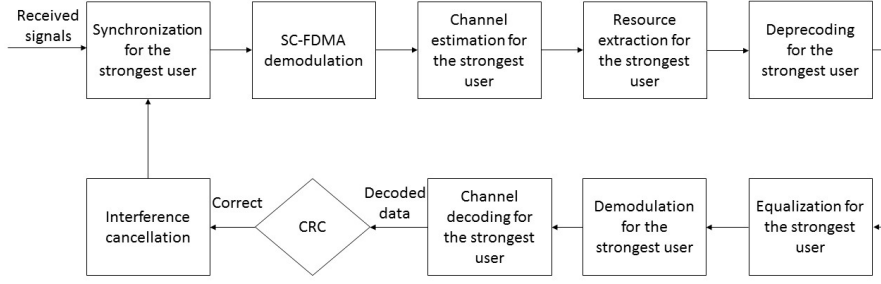 Received
signals
Synchronization
for the
strongest user
SC-FDMA
demodulation
Channel
estimation for
the strongest
user
Resource
extraction for
the strongest
user
Deprecoding
for the
strongest user
Interference
cancellation
Correct
CRC
Decoded
data
Channel
decoding for
the strongest
user
Demodulation
for the
strongest user
Equalization for
the strongest
user